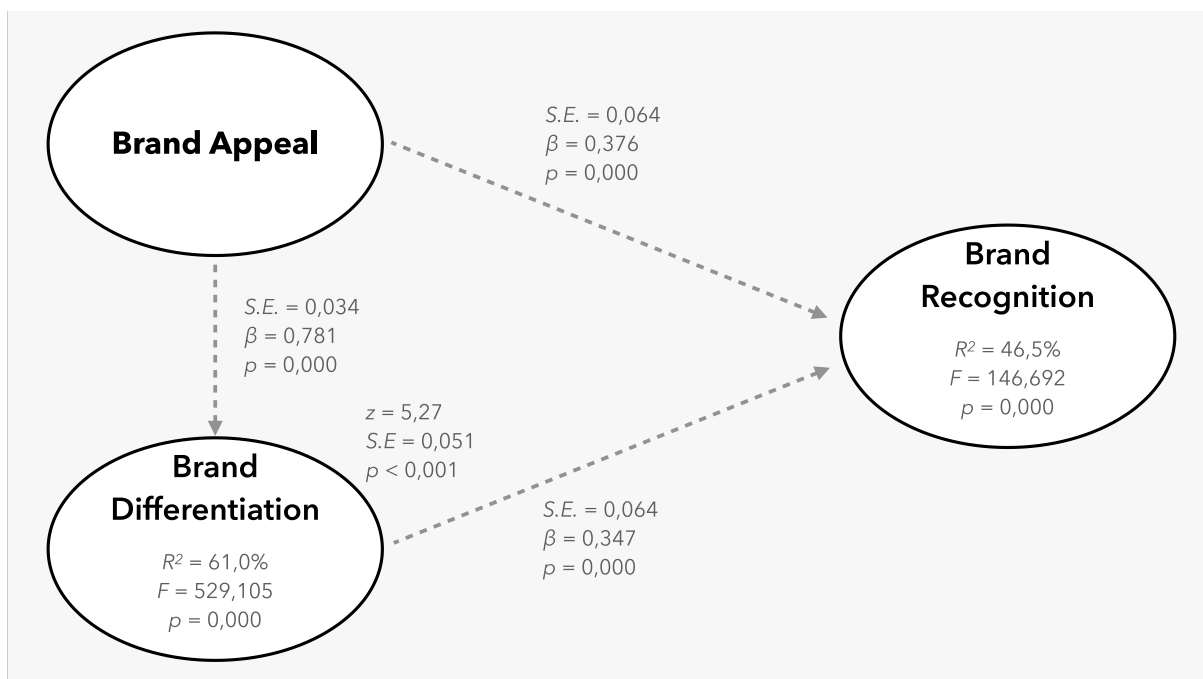 Brand Appeal
S.E. = 0,064
β = 0,376
p = 0,000
Brand
Recognition
R² = 46,5%
F = 146,692
p = 0,000
S.E. = 0,034
β = 0,781
p = 0,000
z = 5,27
S.E = 0,051
p < 0,001
Brand
Differentiation
R² = 61,0%
F = 529,105
p = 0,000
S.E. = 0,064
β = 0,347
p = 0,000